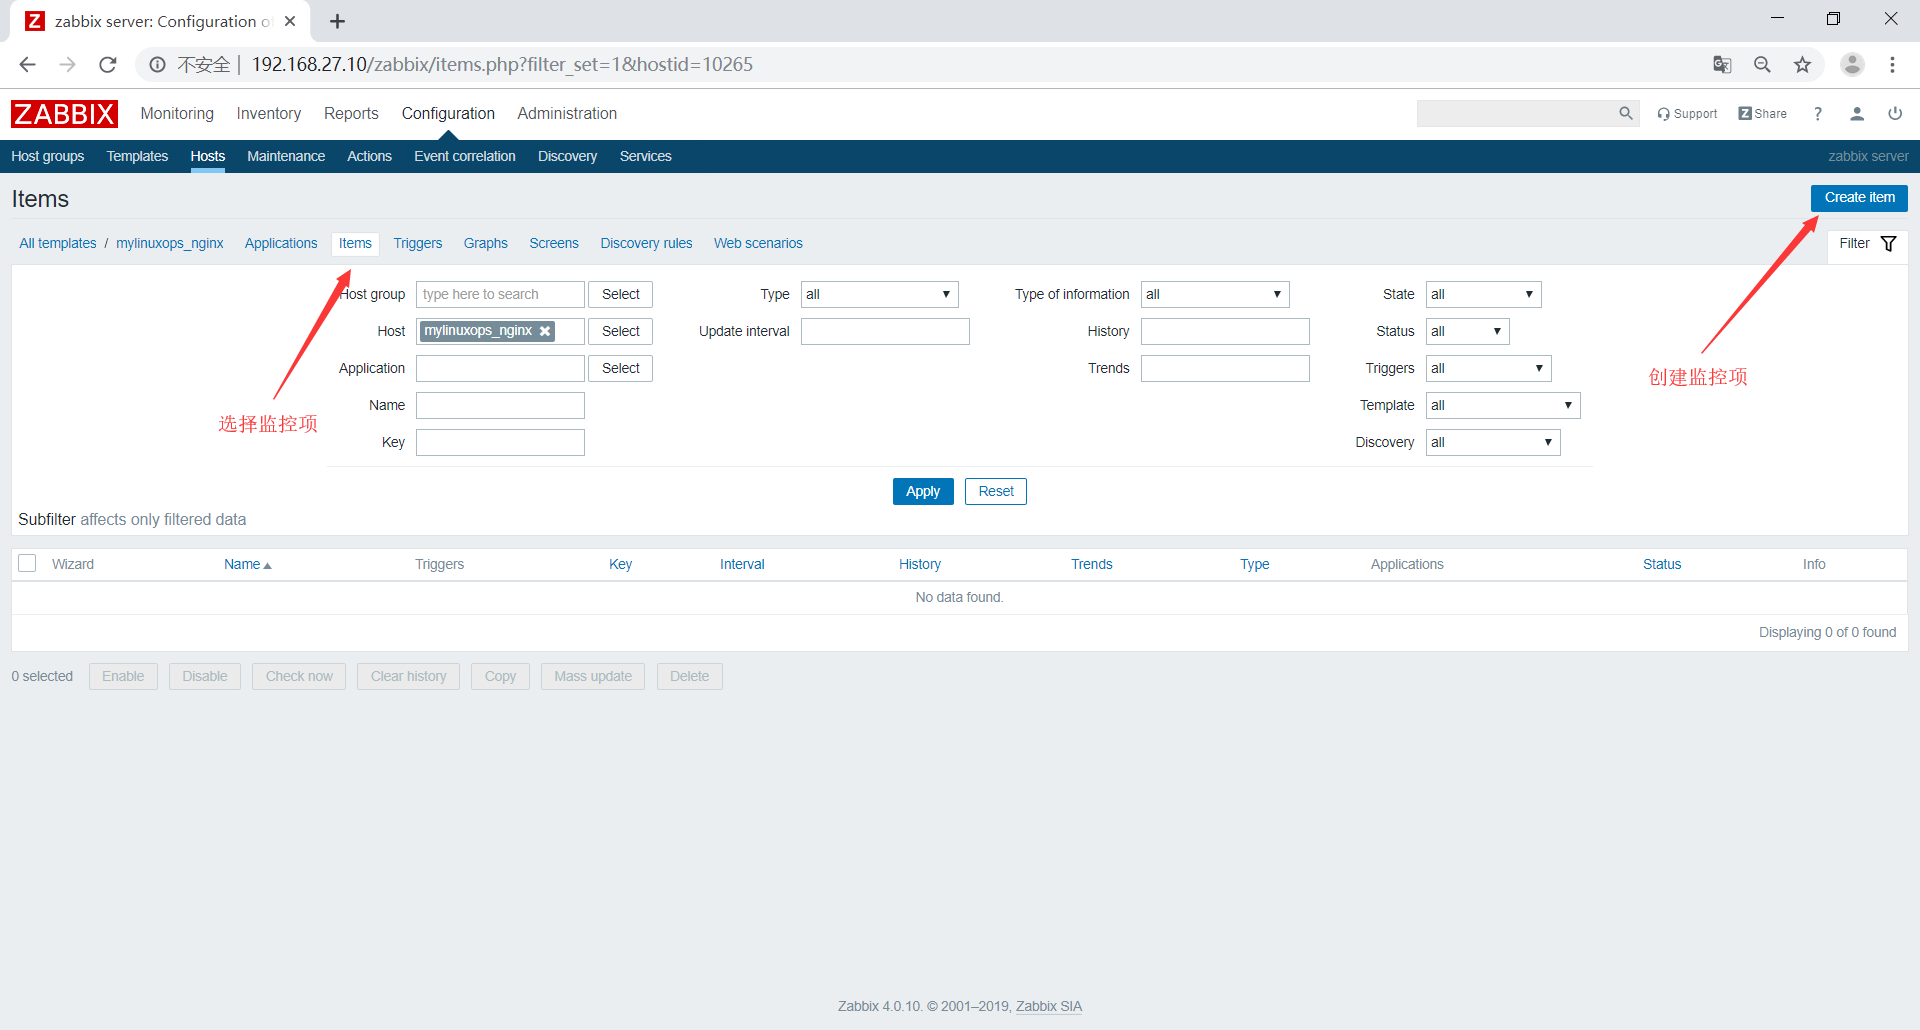 zabbix server: Configuration o
不安全 | 192.168.27.10/zabbix/items.php?filter_set=1&hostid=10265
ZABBIX Monitoring Inventory Reports Configuration Administration Support Z Share ?
Host groups Templates Hosts Maintenance Actions Event correlation Discovery Services zabbix server
Items Create item
All templates / mylinuxops_nginx Applications Items Triggers Graphs Screens Discovery rules Web scenarios Filter
Host group type here to search Select Type all Type of information all State all
Host mylinuxops_nginx Select Update interval History Status all
Application Select Trends Triggers all
创建监控项
Name Template all
选择监控项
Key Discovery all
Apply Reset
Subfilter affects only filtered data
Wizard Name Triggers Key Interval History Trends Type Applications Status Info
No data found.
Displaying 0 of 0 found
0 selected Enable Disable Check now Clear history Copy Mass update Delete
Zabbix 4.0.10. © 2001–2019, Zabbix SIA